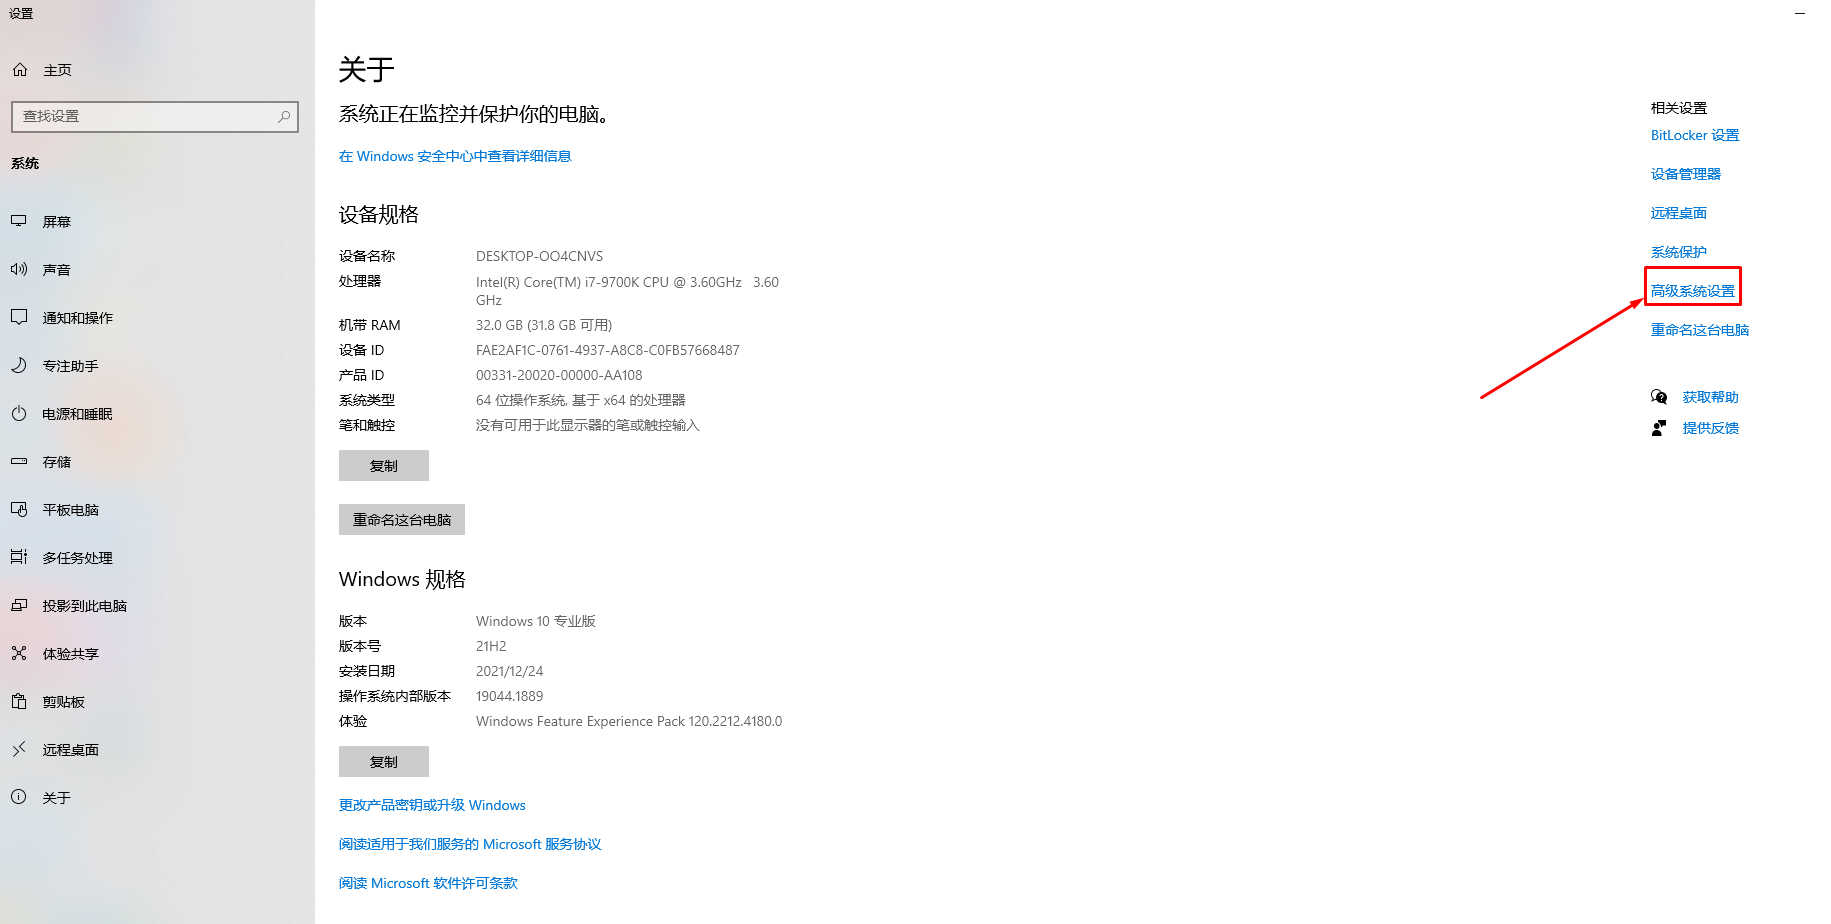 设置
主页
查找设置
系统
屏幕
声音
通知和操作
专注助手
电源和睡眠
存储
平板电脑
多任务处理
投影到此电脑
体验共享
剪贴板
远程桌面
关于
关于
系统正在监控并保护你的电脑。
在 Windows 安全中心中查看详细信息
设备规格
设备名称 DESKTOP-OO4CNVS
处理器 Intel(R) Core(TM) i7-9700K CPU @ 3.60GHz 3.60
GHz
机带 RAM 32.0 GB (31.8 GB 可用)
设备 ID FAE2AF1C-0761-4937-A8C8-C0FB57668487
产品 ID 00331-20020-00000-AA108
系统类型 64 位操作系统, 基于 x64 的处理器
笔和触控 没有可用于此显示器的笔或触控输入
复制
重命名这台电脑
Windows 规格
版本 Windows 10 专业版
版本号 21H2
安装日期 2021/12/24
操作系统内部版本 19044.1889
体验 Windows Feature Experience Pack 120.2212.4180.0
复制
更改产品密钥或升级 Windows
阅读适用于我们服务的 Microsoft 服务协议
阅读 Microsoft 软件许可条款
相关设置
BitLocker 设置
设备管理器
远程桌面
系统保护
高级系统设置
重命名这台电脑
获取帮助
提供反馈